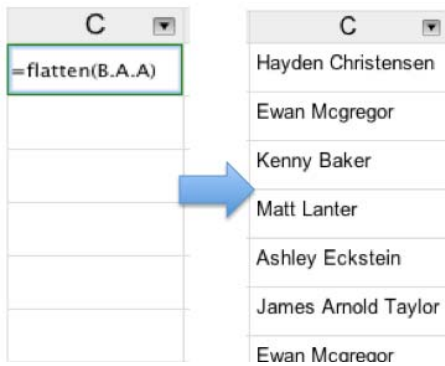 C
=flatten(B.A.A)
C
Hayden Christensen
Ewan Mcgregor
Kenny Baker
Matt Lanter
Ashley Eckstein
James Arnold Taylor
Ewan Mcgregor